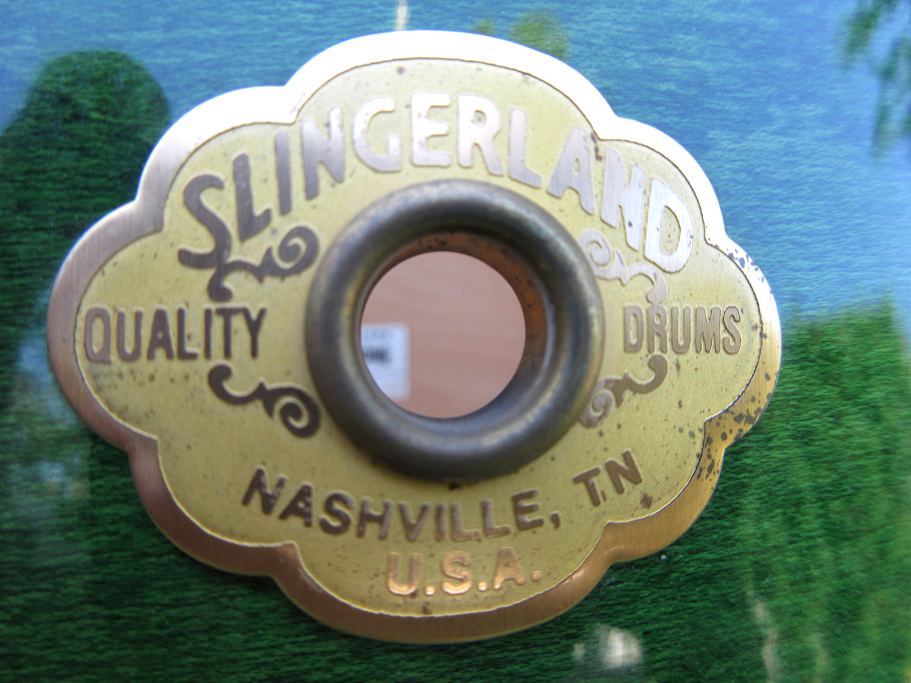 SLINGERLAND
QUALITY DRUMS
NASHVILLE, TN
U.S.A.